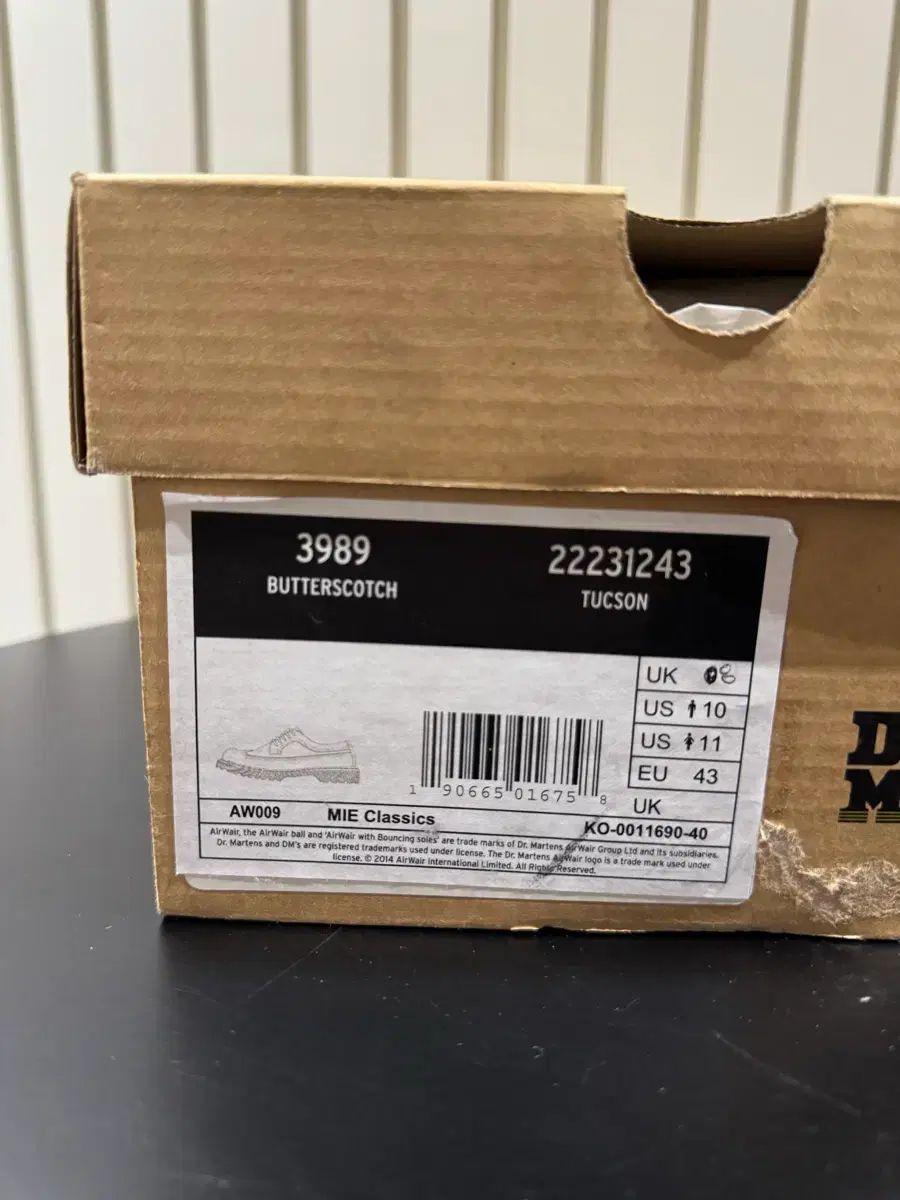 3989
BUTTERSCOTCH
22231243
TUCSON
UK 8
US 10
US 11
EU 43
UK
1 90665 01675 8
AW009 MIE Classics KO-0011690-40
AirWair, the AirWair ball and 'AirWair with Bouncing soles' are trade marks of Dr. Martens AirWair Group Ltd and its subsidiaries.
Dr. Martens and DM's are registered trademarks used under license. The Dr. Martens AirWair logo is a trade mark used under
license. © 2014 AirWair International Limited. All Rights Reserved.
D
M